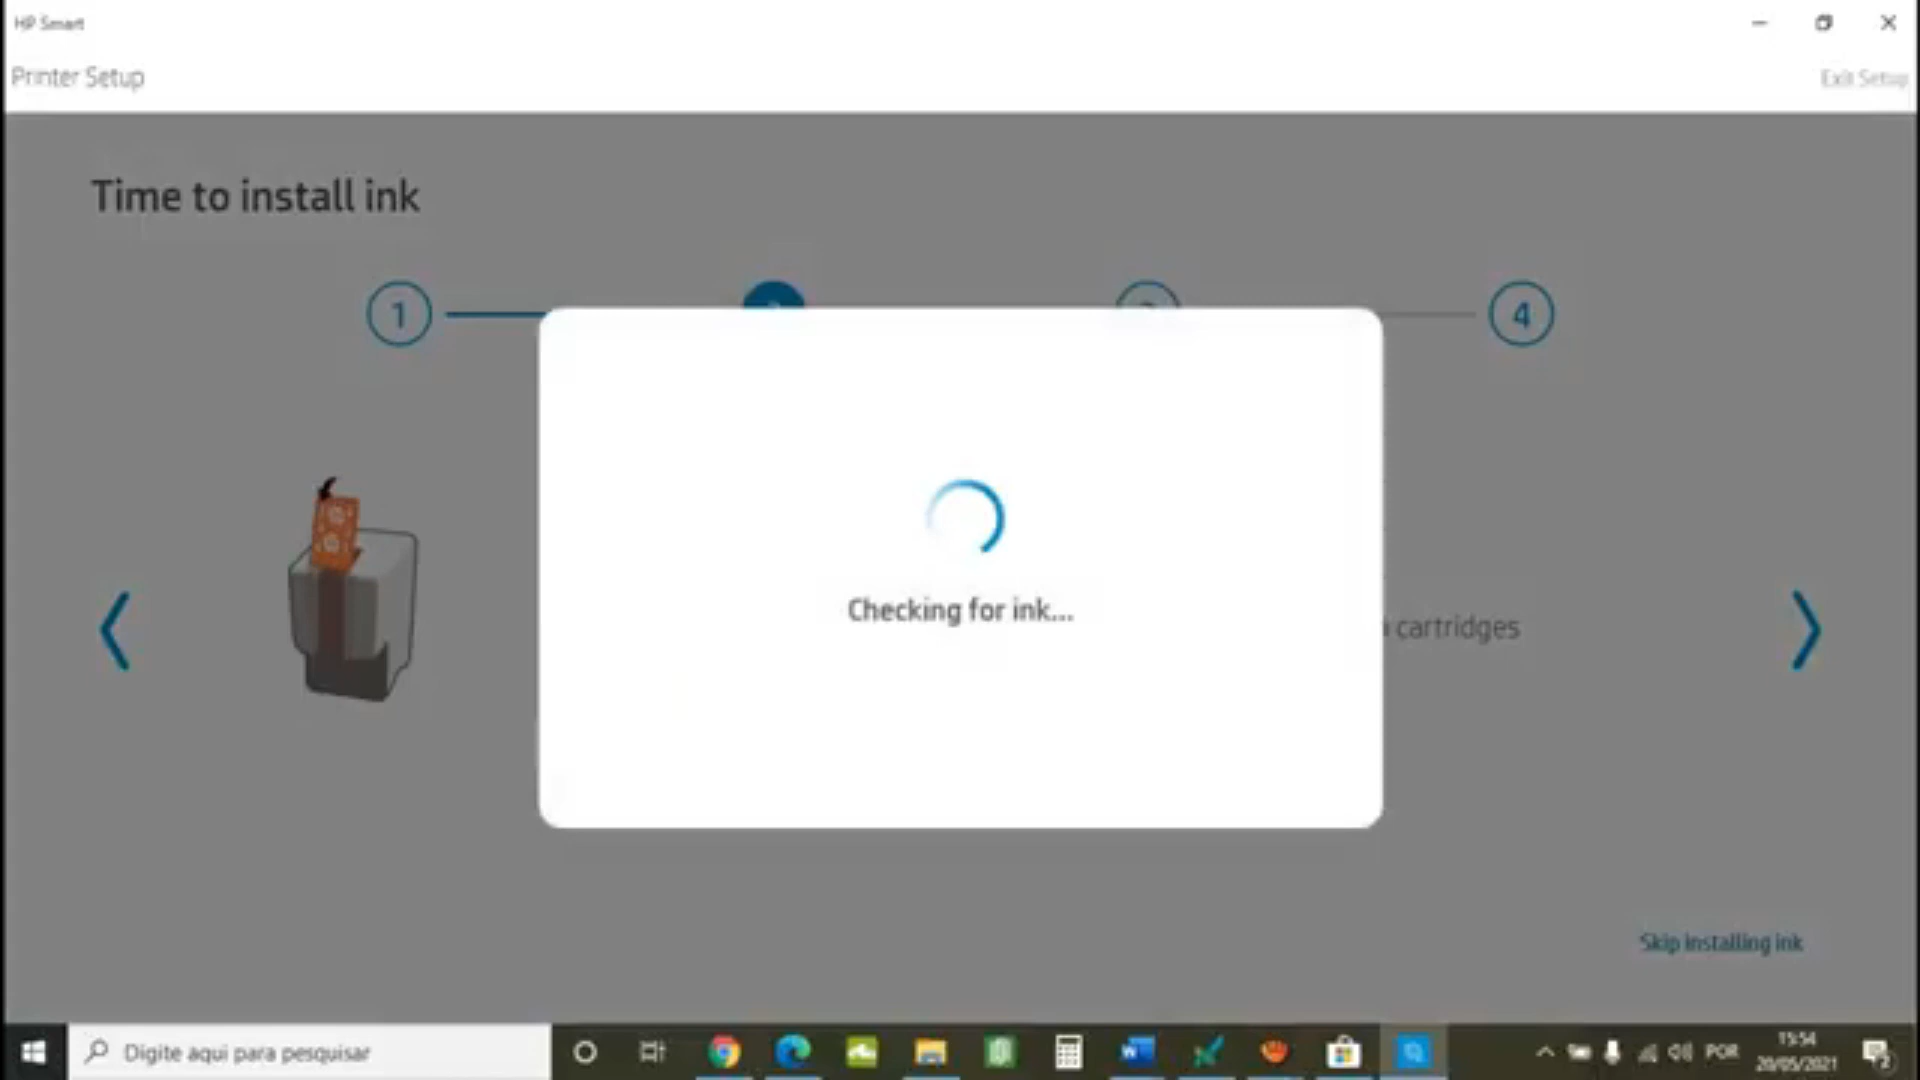 HP Smart
Printer Setup
Exit Setup
Time to install ink
1
4
Checking for ink...
cartridges
Skip installing ink
Digite aqui para pesquisar
POR
15:54
20/05/2021